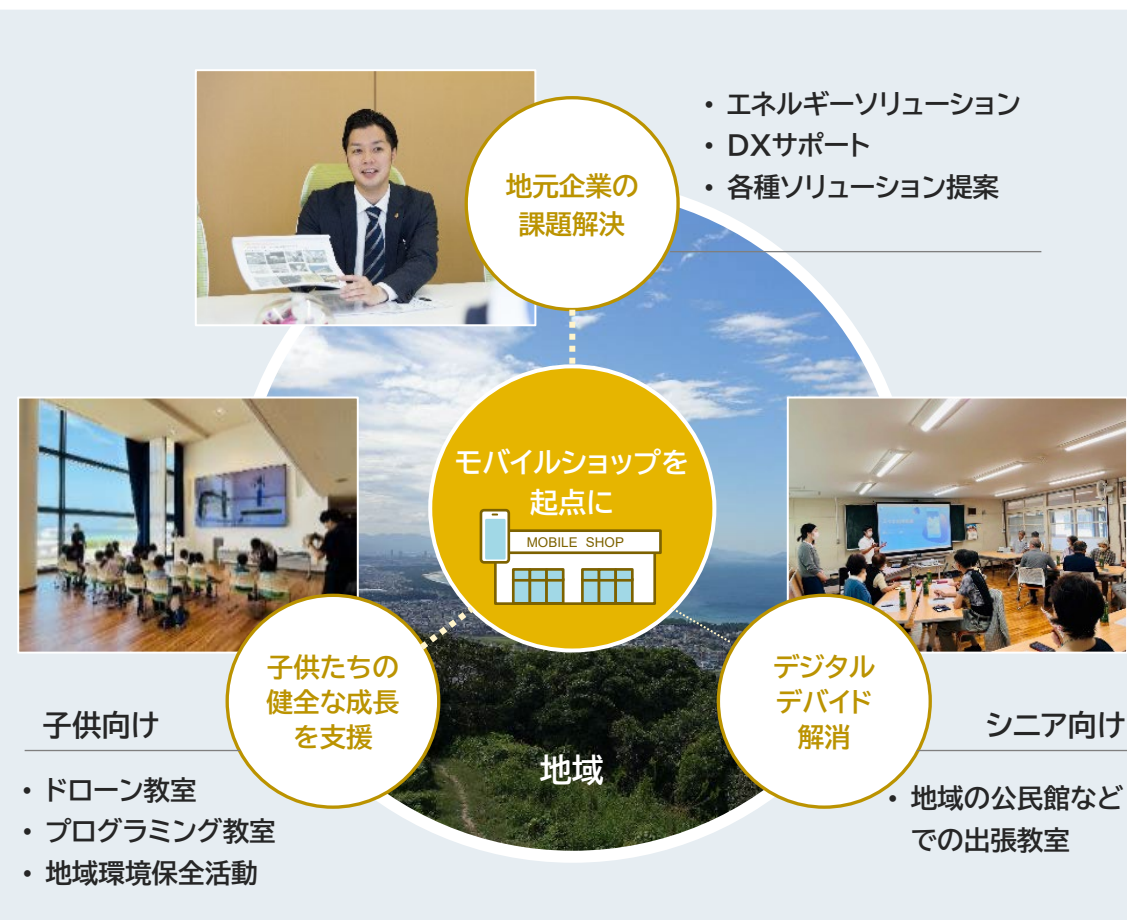 地元企業の
課題解決
• エネルギーソリューション
• DXサポート
• 各種ソリューション提案
モバイルショップを
起点に
MOBILE SHOP
子供たちの
健全な成長
を支援
デジタル
デバイド
解消
地域
子供向け
• ドローン教室
• プログラミング教室
• 地域環境保全活動
シニア向け
• 地域の公民館など
での出張教室